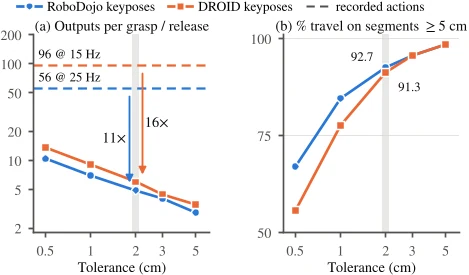 RoboDojo keyposes DROID keyposes recorded actions
(a) Outputs per grasp / release
200
100
50
20
10
5
2
96 @ 15 Hz
56 @ 25 Hz
11×
16×
0.5 1 2 3 5
Tolerance (cm)
(b) % travel on segments ≥ 5 cm
100
75
50
92.7
91.3
0.5 1 2 3 5
Tolerance (cm)